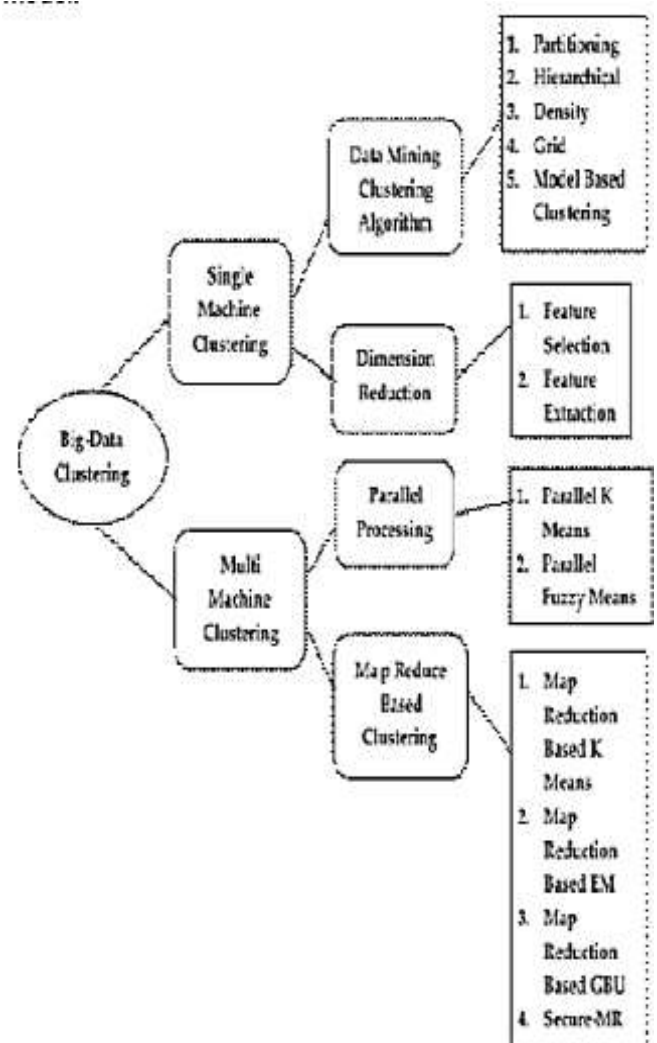 1. Partitioning
2. Hierarchical
3. Density
4. Grid
5. Model Based
Clustering
Data Mining
Clustering
Algorithm
Single
Machine
Clustering
Dimension
Reduction
1. Feature
Selection
2. Feature
Extraction
Big-Data
Clustering
Parallel
Processing
1. Parallel K
Means
2. Parallel
Fuzzy Means
Multi
Machine
Clustering
Map Reduce
Based
Clustering
1. Map
Reduction
Based K
Means
2. Map
Reduction
Based EM
3. Map
Reduction
Based GBU
4. Secure-MR